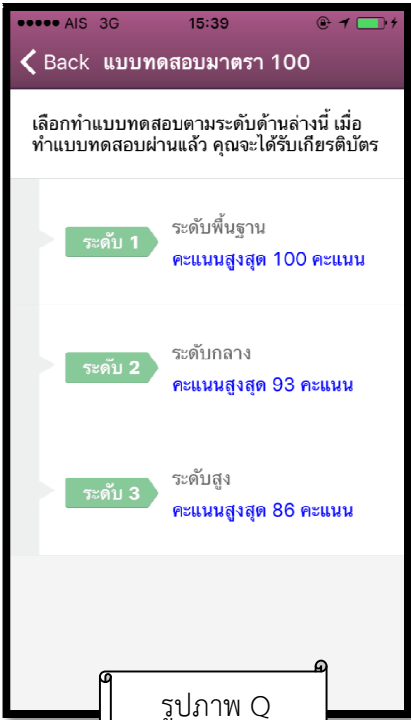 AIS 3G 15:39
Back แบบทดสอบมาตรา 100
เลือกทำแบบทดสอบตามระดับด้านล่างนี้ เมื่อ
ทำแบบทดสอบผ่านแล้ว คุณจะได้รับเกียรติบัตร
ระดับ 1
ระดับพื้นฐาน
คะแนนสูงสุด 100 คะแนน
ระดับ 2
ระดับกลาง
คะแนนสูงสุด 93 คะแนน
ระดับ 3
ระดับสูง
คะแนนสูงสุด 86 คะแนน
รูปภาพ Q